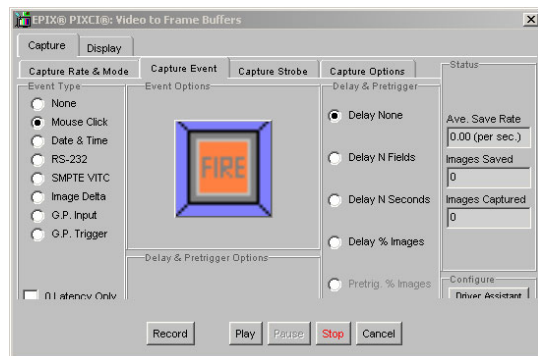 EPIX® PIXCI®: Video to Frame Buffers
Capture
Display
Capture Rate & Mode
Capture Event
Capture Strobe
Capture Options
Event Type
None
Mouse Click
Date & Time
RS-232
SMPTE VITC
Image Delta
G.P. Input
G.P. Trigger
0 Latency Only
Event Options
FIRE
Delay & Pretrigger Options
Delay & Pretrigger
Delay None
Delay N Fields
Delay N Seconds
Delay % Images
Pretrig. % Images
Status
Ave. Save Rate
0.00 (per sec.)
Images Saved
0
Images Captured
0
Configure
Driver Assistant
Record
Play
Pause
Stop
Cancel